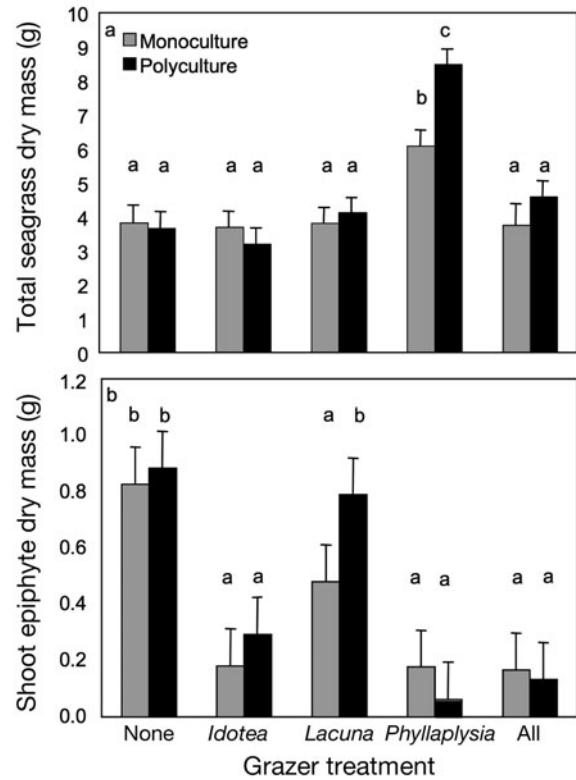 Total seagrass dry mass (g)
10
9
8
7
6
5
4
3
2
1
0
a
Monoculture
Polyculture
a a a a a a b c a a
Shoot epiphyte dry mass (g)
1.2
1.0
0.8
0.6
0.4
0.2
0.0
b
b b a a a b a a a a
None Idotea Lacuna Phyllaplysia All
Grazer treatment